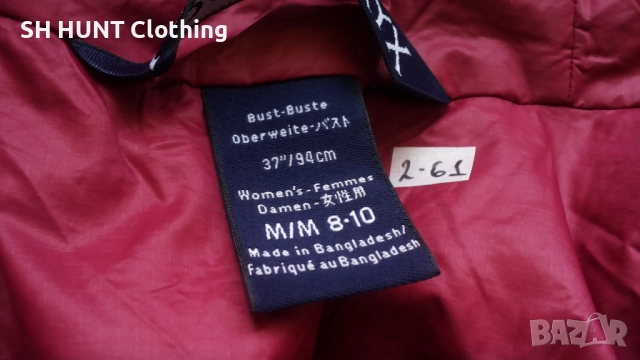 SH HUNT Clothing
Bust-Buste
Oberweite-バスト
37"/94cm
Women's-Femmes
Damen-女性用
M/M 8·10
Made in Bangladesh/
Fabriqué au Bangladesh
2-61
BAZAR